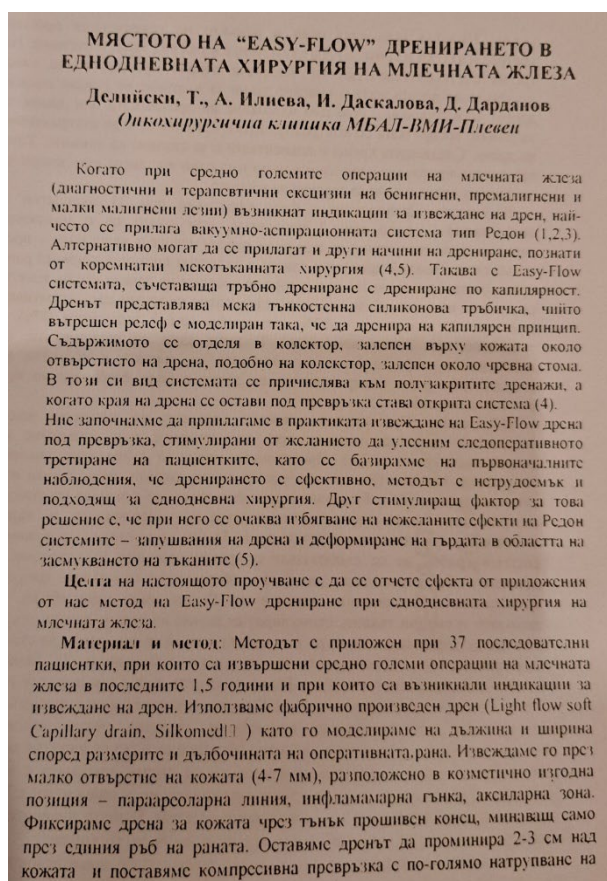 МЯСТОТО НА “EASY-FLOW” ДРЕНИРАНЕТО В
ЕДНОДНЕВНАТА ХИРУРГИЯ НА МЛЕЧНАТА ЖЛЕЗА
Делийски, Т., А. Илиева, И. Даскалова, Д. Дарданов
Онкохирургична клиника МБАЛ-ВМИ-Плевен
Когато при средно големите операции на млечната жлеза
(диагностични и терапевтични ексцизии на бенигнени, премалигнени и
малки малигнени лезии) възникнат индикации за извеждане на дрен, най-
често се прилага вакуумно-аспирационната система тип Редон (1,2,3).
Алтернативно могат да се прилагат и други начини на дрениране, познати
от коремнатаи мекотъканната хирургия (4,5). Такава е Easy-Flow
системата, съчетаваща тръбно дрениране с дрениране по капилярност.
Дренът представлява мека тънкостенна силиконова тръбичка, чийто
вътрешен релеф е моделиран така, че да дренира на капилярен принцип.
Съдържимото се отделя в колектор, залепен върху кожата около
отвърстието на дрена, подобно на колекстор, залепен около чревна стома.
В този си вид системата се причислява към полузакритите дренажи, а
когато края на дрена се остави под превръзка става открита система (4).
Ние започнахме да прпилагаме в практиката извеждане на Easy-Flow дрена
под превръзка, стимулирани от желанието да улесним следоперативното
третиране на пациентките, като се базирахме на първоначалните
наблюдения, че дренирането е ефективно, методът е нетрудоемък и
подходящ за еднодневна хирургия. Друг стимулиращ фактор за това
решение е, че при него се очаква избягване на нежеланите ефекти на Редон
системите – запушвания на дрена и деформиране на гърдата в областта на
засмукването на тъканите (5).
Целта на настоящото проучване е да се отчете ефекта от приложения
от нас метод на Easy-Flow дрениране при еднодневната хирургия на
млечната жлеза.
Материал и метод: Методът е приложен при 37 последователни
пациентки, при които са извършени средно големи операции на млечната
жлеза в последните 1,5 години и при които са възникнали индикации за
извеждане на дрен. Използваме фабрично произведен дрен (Light flow soft
Capillary drain, Silkomed ) като го моделираме на дължина и ширина
според размерите и дълбочината на оперативната.рана. Извеждаме го през
малко отвърстие на кожата (4-7 мм), разположено в козметично изгодна
позиция – параареоларна линия, инфламамарна гънка, аксиларна зона.
Фиксираме дрена за кожата чрез тънък прошивен конец, минаващ само
през единия ръб на раната. Оставяме дренът да проминира 2-3 см над
кожата и поставяме компресивна превръзка с по-голямо натрупване на